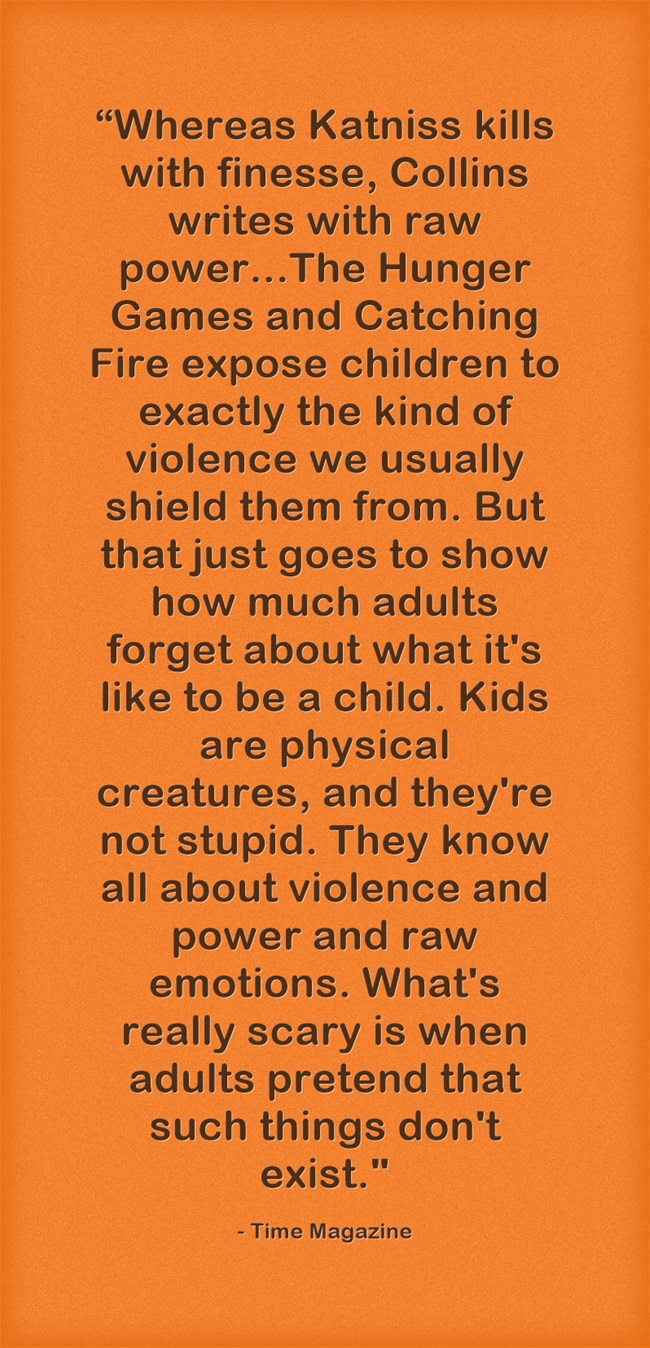 “Whereas Katniss kills
with finesse, Collins
writes with raw
power...The Hunger
Games and Catching
Fire expose children to
exactly the kind of
violence we usually
shield them from. But
that just goes to show
how much adults
forget about what it's
like to be a child. Kids
are physical
creatures, and they're
not stupid. They know
all about violence and
power and raw
emotions. What's
really scary is when
adults pretend that
such things don't
exist."
- Time Magazine